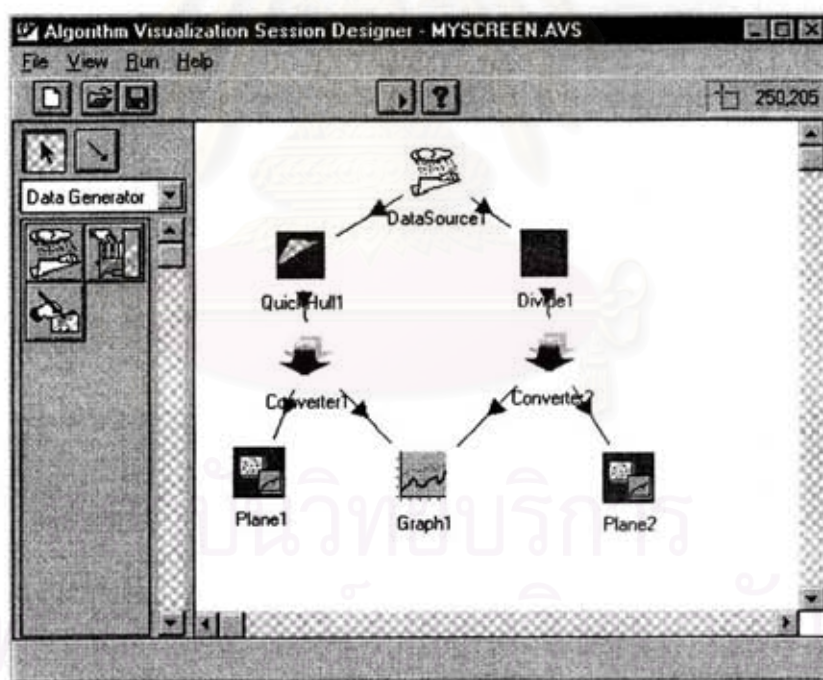 Algorithm Visualization Session Designer - MYSCREEN.AVS
File View Run Help
250,205
Data Generator
DataSource1
QuickHull1
Divide1
Converter1
Converter2
Plane1
Graph1
Plane2